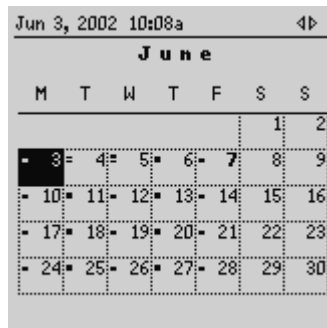 Jun 3, 2002 10:08a
June
M T W T F S S
1 2
3 4 5 6 7 8 9
10 11 12 13 14 15 16
17 18 19 20 21 22 23
24 25 26 27 28 29 30